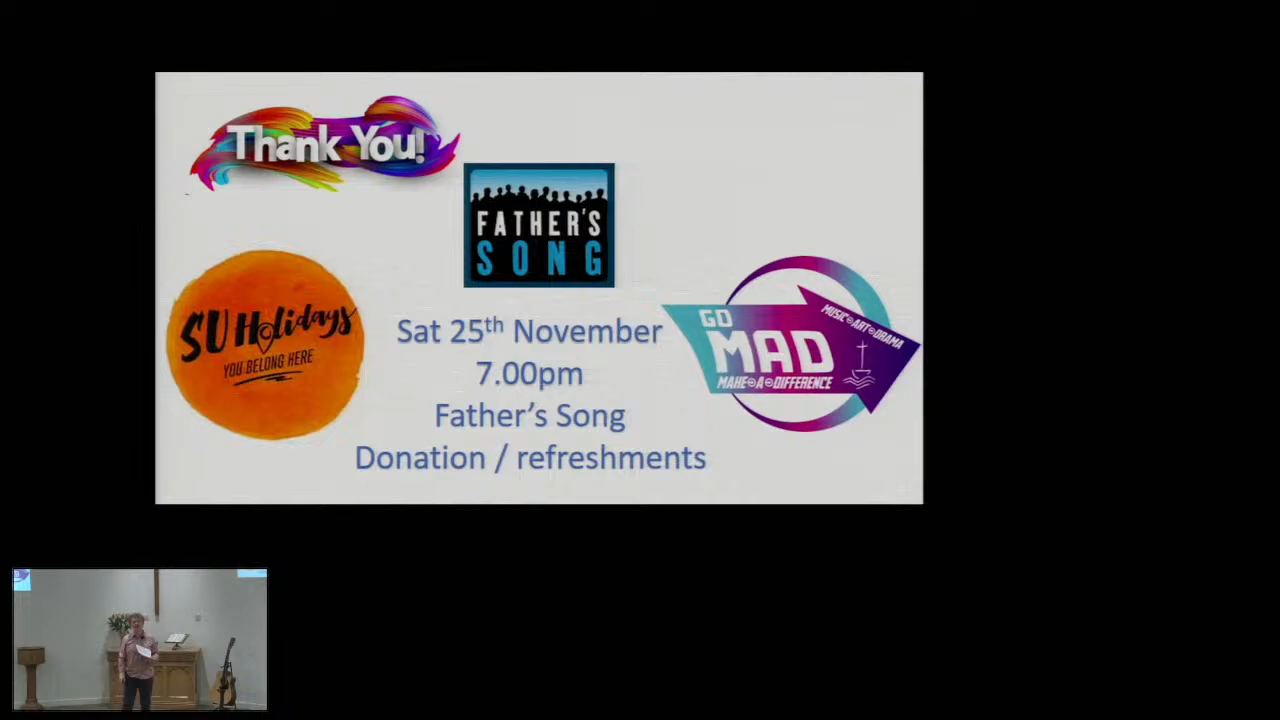 Thank You!
FATHER'S
SONG
SU Holidays
YOU BELONG HERE
Sat 25th November
7.00pm
Father's Song
Donation / refreshments
GO
MAD
MAKE-A-DIFFERENCE
MUSIC-ART-DRAMA